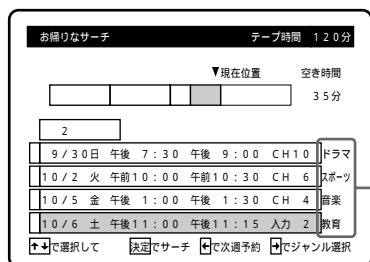 お帰りなサーチ テープ時間 120分
▼現在位置 空き時間
35分
2
9/30日 午後 7:30 午後 9:00 CH10 ドラマ
10/2 火 午前10:00 午前10:30 CH 6 スポーツ
10/5 金 午後 1:00 午後 1:30 CH 4 音楽
10/6 土 午後11:00 午後11:15 入力 2 教育
↑↓で選択して 決定でサーチ ←で次週予約 →でジャンル選択